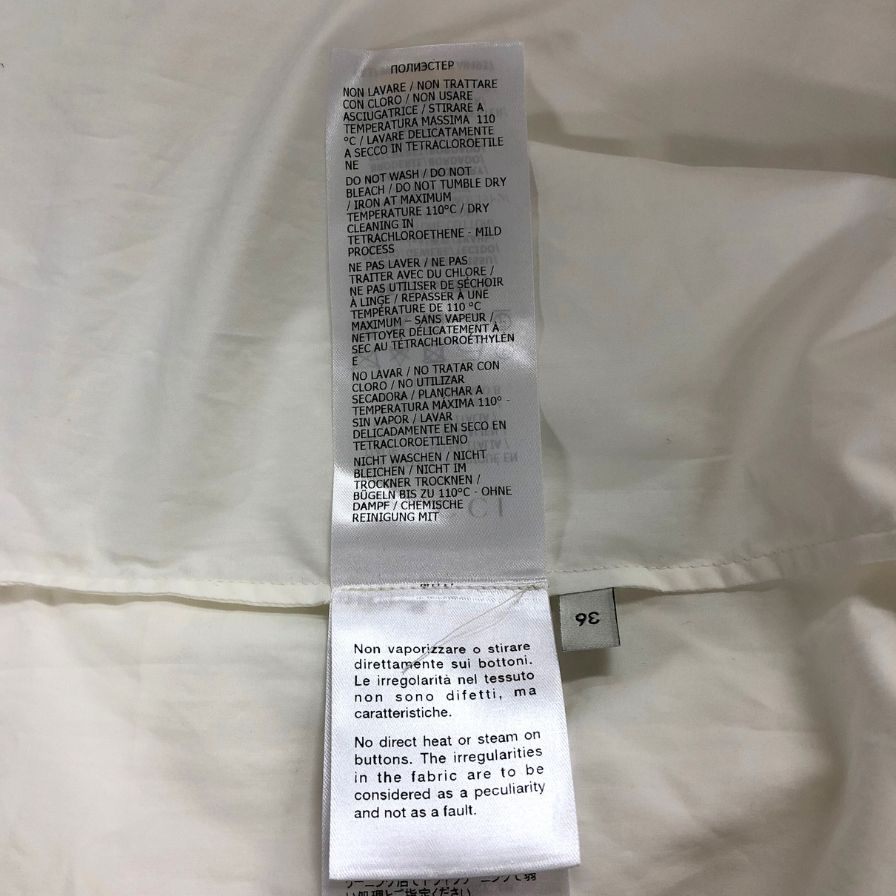 ПОЛИЭСТЕР
NON LAVARE / NON TRATTARE
CON CLORO / NON USARE
ASCIUGATRICE / STIRARE A
TEMPERATURA MASSIMA 110
°C / LAVARE DELICATAMENTE
A SECCO IN TETRACLOROETILE
NE
DO NOT WASH / DO NOT
BLEACH / DO NOT TUMBLE DRY
/ IRON AT MAXIMUM
TEMPERATURE 110°C / DRY
CLEANING IN
TETRACHLOROETHENE - MILD
PROCESS
NE PAS LAVER / NE PAS
TRAITER AVEC DU CHLORE /
NE PAS UTILISER DE SÉCHOIR
À LINGE / REPASSER À UNE
TEMPÉRATURE DE 110 °C
MAXIMUM – SANS VAPEUR /
NETTOYER DÉLICATEMENT À
SEC AU TÉTRACHLOROÉTHYLÈN
E
NO LAVAR / NO TRATAR CON
CLORO / NO UTILIZAR
SECADORA / PLANCHAR A
TEMPERATURA MÁXIMA 110° -
SIN VAPOR / LAVAR
DELICADAMENTE EN SECO EN
TETRACLOROETILENO
NICHT WASCHEN / NICHT
BLEICHEN / NICHT IM
TROCKNER TROCKNEN /
BÜGELN BIS ZU 110°C - OHNE
DAMPF / CHEMISCHE
REINIGUNG MIT
36
Non vaporizzare o stirare
direttamente sui bottoni.
Le irregolarità nel tessuto
non sono difetti, ma
caratteristiche.
No direct heat or steam on
buttons. The irregularities
in the fabric are to be
considered as a peculiarity
and not as a fault.